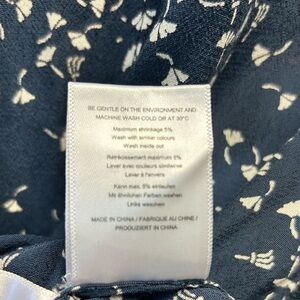 BE GENTLE ON THE ENVIRONMENT AND
MACHINE WASH COLD OR AT 30°C
Maximum shrinkage 5%
Wash with similar colours
Wash inside out
Rétrécissement maximum 5%
Laver avec couleurs similaires
Laver à l'envers
Kann max. 5% einlaufen
Mit ähnlichen Farben waschen
Links waschen
MADE IN CHINA / FABRIQUE AU CHINE /
PRODUZIERT IN CHINA